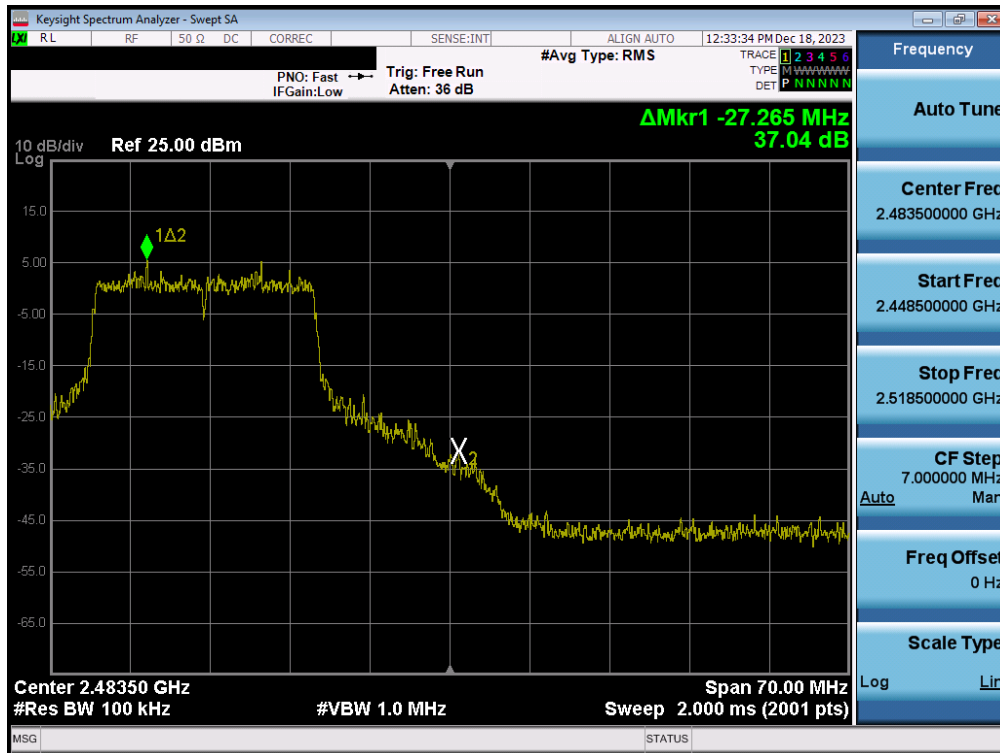 Keysight Spectrum Analyzer - Swept SA
LXI RL RF 50 Ω DC CORREC SENSE:INT ALIGN AUTO 12:33:34 PM Dec 18, 2023
#Avg Type: RMS TRACE 1 2 3 4 5 6
PNO: Fast Trig: Free Run TYPE M W W W W W
IFGain:Low Atten: 36 dB DET P N N N N N
ΔMkr1 -27.265 MHz
37.04 dB
10 dB/div Ref 25.00 dBm
Log
15.0
1Δ2
5.00
-5.00
-15.0
-25.0
-35.0
2
-45.0
-55.0
-65.0
Center 2.48350 GHz Span 70.00 MHz
#Res BW 100 kHz #VBW 1.0 MHz Sweep 2.000 ms (2001 pts)
MSG STATUS
Frequency
Auto Tune
Center Freq
2.483500000 GHz
Start Freq
2.448500000 GHz
Stop Freq
2.518500000 GHz
CF Step
7.000000 MHz
Auto Man
Freq Offset
0 Hz
Scale Type
Log Lin